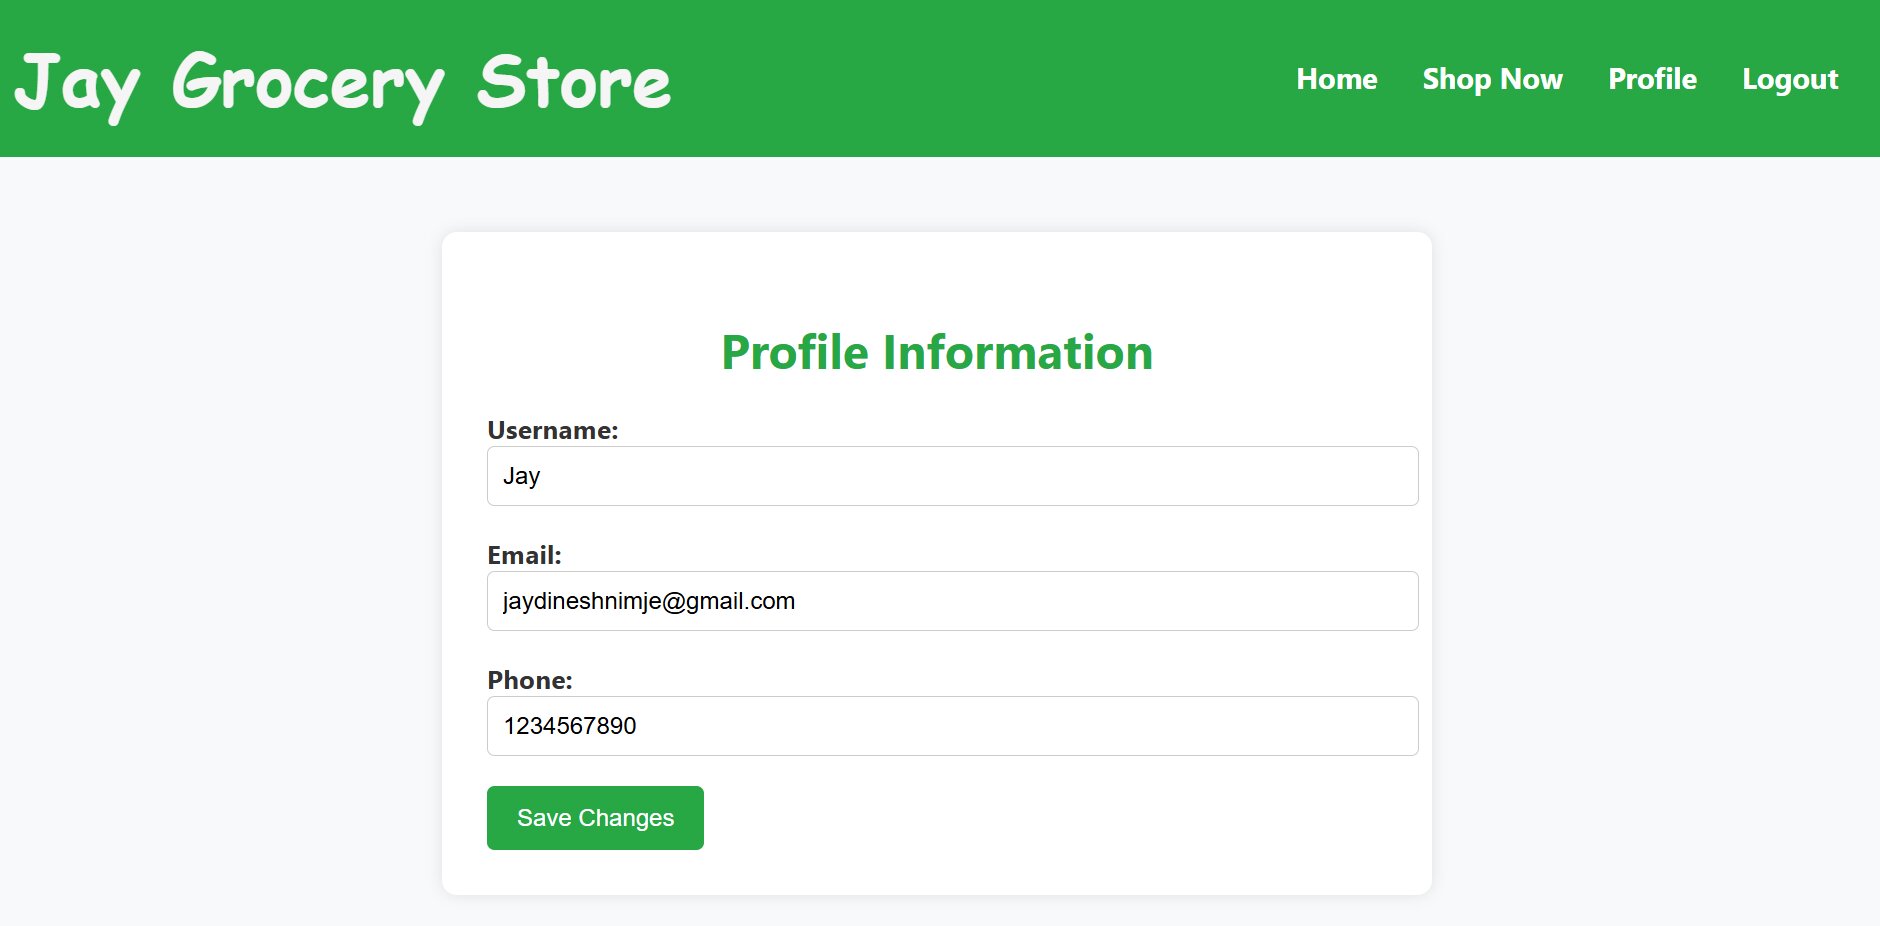 Jay Grocery Store
Home Shop Now Profile Logout
Profile Information
Username:
Jay
Email:
jaydineshnimje@gmail.com
Phone:
1234567890
Save Changes